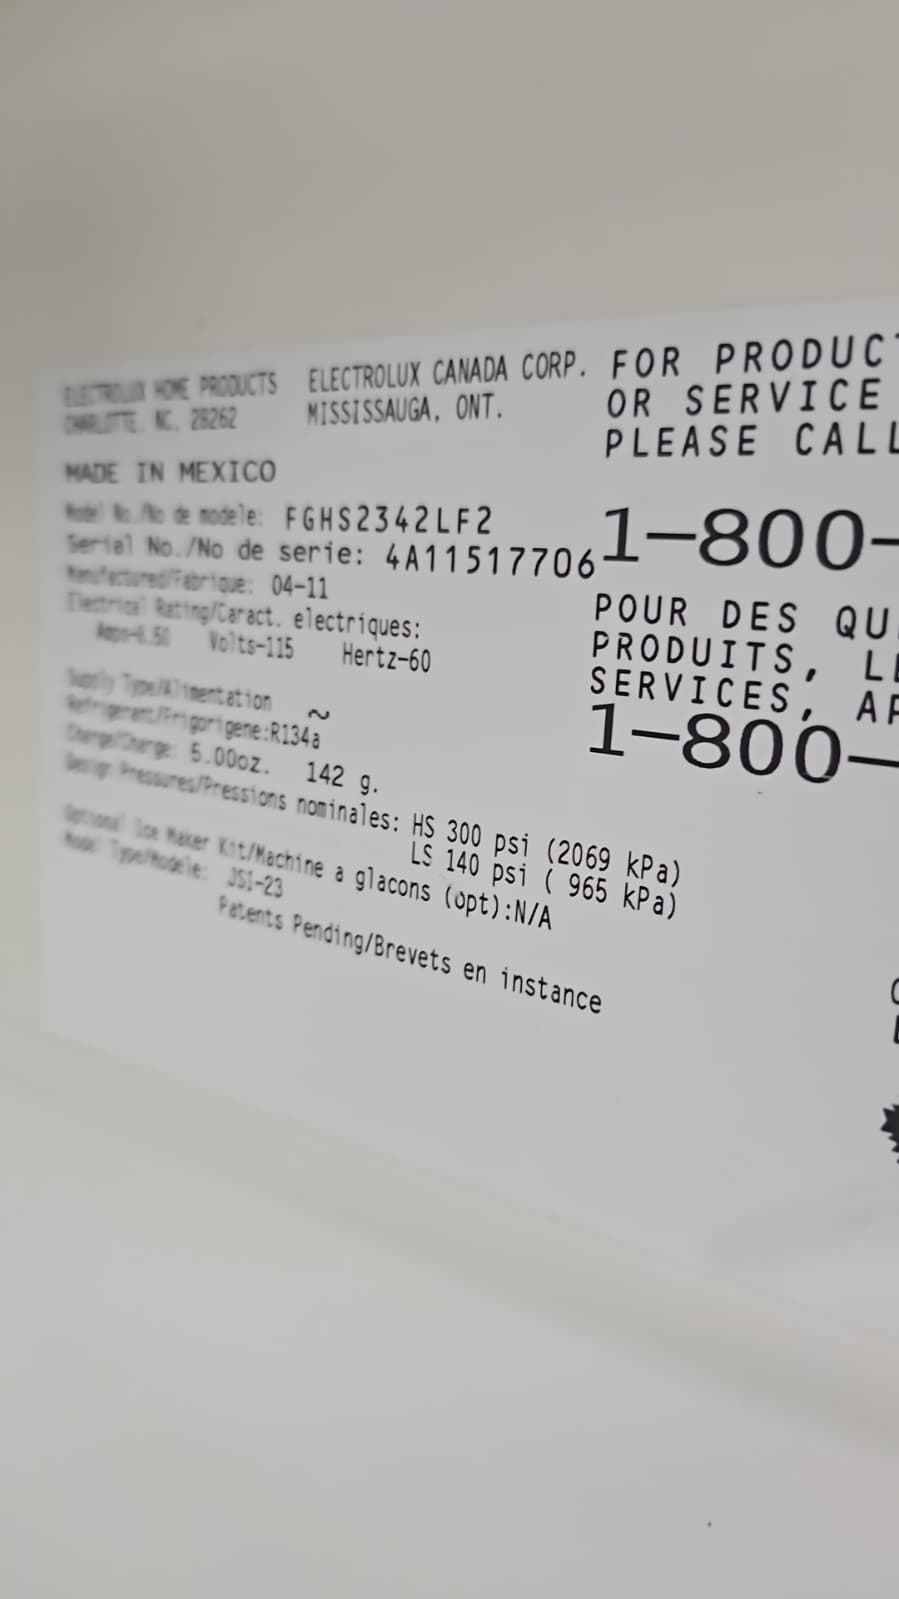 ELECTROLUX HOME PRODUCTS
CHARLOTTE, NC. 28262
ELECTROLUX CANADA CORP.
MISSISSAUGA, ONT.
MADE IN MEXICO
Model No./No de modele: FGHS2342LF2
Serial No./No de serie: 4A11517706
Manufactured/Fabrique: 04-11
Electrical Rating/Caract. electriques:
Volts-115 Hertz-60
Supply Type/Alimentation ~
Refrigerant/Frigorigene:R134a
Charge/Charge: 5.00oz. 142 g.
Design Pressures/Pressions nominales: HS 300 psi (2069 kPa)
LS 140 psi ( 965 kPa)
Optional Ice Maker Kit/Machine a glacons (opt):N/A
Model Type/Modele: JSI-23
Patents Pending/Brevets en instance
FOR PRODUC
OR SERVICE
PLEASE CALL
1-800-
POUR DES QU
PRODUITS, LE
SERVICES, AP
1-800-